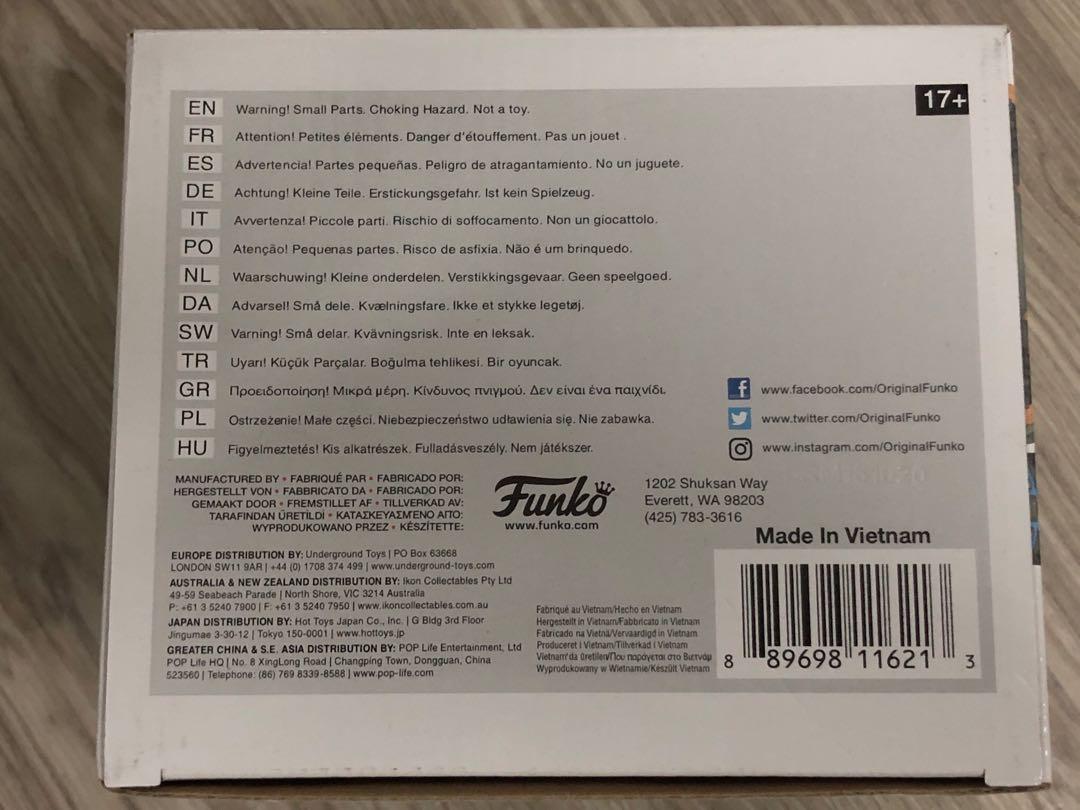 17+
EN Warning! Small Parts. Choking Hazard. Not a toy.
FR Attention! Petites éléments. Danger d'étouffement. Pas un jouet .
ES Advertencia! Partes pequeñas. Peligro de atragantamiento. No un juguete.
DE Achtung! Kleine Teile. Erstickungsgefahr. Ist kein Spielzeug.
IT Avvertenza! Piccole parti. Rischio di soffocamento. Non un giocattolo.
PO Atenção! Pequenas partes. Risco de asfixia. Não é um brinquedo.
NL Waarschuwing! Kleine onderdelen. Verstikkingsgevaar. Geen speelgoed.
DA Advarsel! Små dele. Kvælningsfare. Ikke et stykke legetøj.
SW Varning! Små delar. Kvävningsrisk. Inte en leksak.
TR Uyarı! Küçük Parçalar. Boğulma tehlikesi. Bir oyuncak.
GR Προειδοποίηση! Μικρά μέρη. Κίνδυνος πνιγμού. Δεν είναι ένα παιχνίδι.
PL Ostrzeżenie! Małe części. Niebezpieczeństwo udławienia się. Nie zabawka.
HU Figyelmeztetés! Kis alkatrészek. Fulladásveszély. Nem játékszer.
www.facebook.com/OriginalFunko
www.twitter.com/OriginalFunko
www.instagram.com/OriginalFunko
MANUFACTURED BY • FABRIQUÉ PAR • FABRICADO POR:
HERGESTELLT VON • FABBRICATO DA • FABRICADO POR:
GEMAAKT DOOR • FREMSTILLET AF • TILLVERKAD AV:
TARAFINDAN ÜRETİLDİ • ΚΑΤΑΣΚΕΥΑΣΜΈΝΟ ΑΠΌ:
WYPRODUKOWANO PRZEZ • KÉSZÍTETTE:
Funko
www.funko.com
1202 Shuksan Way
Everett, WA 98203
(425) 783-3616
EUROPE DISTRIBUTION BY: Underground Toys | PO Box 63668
LONDON SW11 9AR | +44 (0) 1708 374 499 | www.underground-toys.com
AUSTRALIA & NEW ZEALAND DISTRIBUTION BY: Ikon Collectables Pty Ltd
49-59 Seabeach Parade | North Shore, VIC 3214 Australia
P: +61 3 5240 7900 | F: +61 3 5240 7950 | www.ikoncollectables.com.au
JAPAN DISTRIBUTION BY: Hot Toys Japan Co., Inc. | G Bldg 3rd Floor
Jingumae 3-30-12 | Tokyo 150-0001 | www.hottoys.jp
GREATER CHINA & S.E. ASIA DISTRIBUTION BY: POP Life Entertainment, Ltd
POP Life HQ | No. 8 XingLong Road | Changping Town, Dongguan, China
523560 | Telephone: (86) 769 8339-8588 | www.pop-life.com
Fabriqué au Vietnam/Hecho en Vietnam
Hergestellt in Vietnam/Fabbricato in Vietnam
Fabricado na Vietnã/Vervaardigd in Vietnam
Produceret i Vietnam/Tillverkad i Vietnam
Vietnam'da üretilen/Που παράγεται στο Βιετνάμ
Wyprodukowany w Wietnamie/Készült Vietnam
Made In Vietnam
8 89698 11621 3